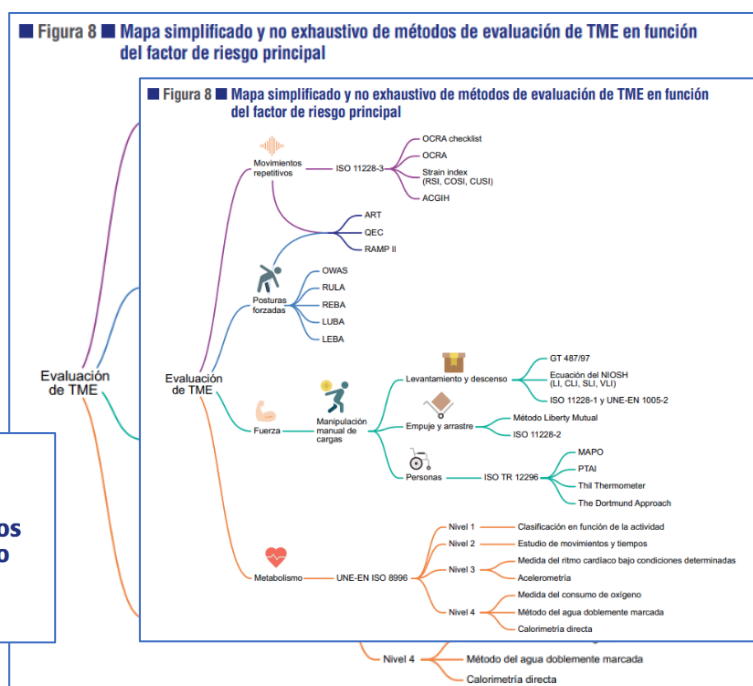 ■ Figura 8 ■ Mapa simplificado y no exhaustivo de métodos de evaluación de TME en función
del factor de riesgo principal
■ Figura 8 ■ Mapa simplificado y no exhaustivo de métodos de evaluación de TME en función
del factor de riesgo principal
Evaluación
de TME
os
o
Evaluación
de TME
Movimientos
repetitivos
ISO 11228-3
OCRA checklist
OCRA
Strain index
(RSI, COSI, CUSI)
ACGIH
ART
QEC
RAMP II
Posturas
forzadas
OWAS
RULA
REBA
LUBA
LEBA
Fuerza
Manipulación
manual de
cargas
Levantamiento y descenso
GT 487/97
Ecuación del NIOSH
(LI, CLI, SLI, VLI)
ISO 11228-1 y UNE-EN 1005-2
Empuje y arrastre
Método Liberty Mutual
ISO 11228-2
Personas
ISO TR 12296
MAPO
PTAI
Thil Thermometer
The Dortmund Approach
Metabolismo
UNE-EN ISO 8996
Nivel 1
Clasificación en función de la actividad
Nivel 2
Estudio de movimientos y tiempos
Nivel 3
Medida del ritmo cardíaco bajo condiciones determinadas
Acelerometría
Nivel 4
Medida del consumo de oxígeno
Método del agua doblemente marcada
Calorimetría directa
Nivel 4
Método del agua doblemente marcada
Calorimetría directa